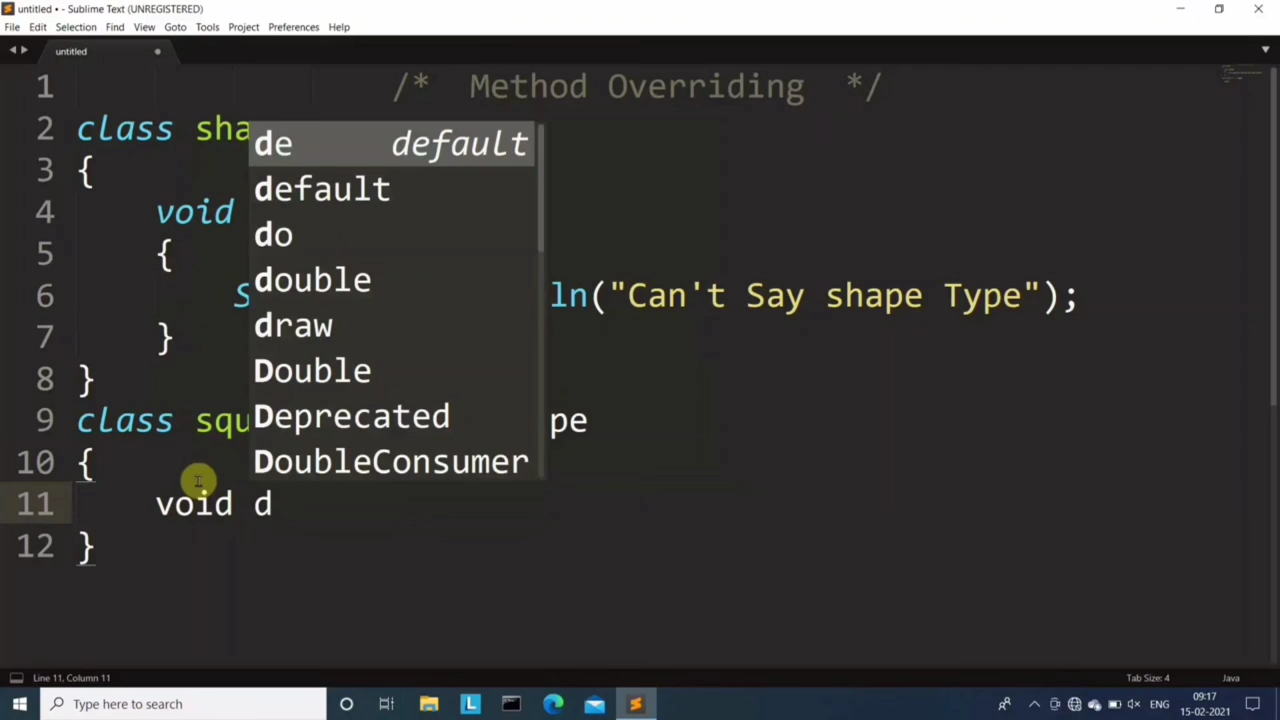 untitled • - Sublime Text (UNREGISTERED)
File Edit Selection Find View Goto Tools Project Preferences Help
untitled
1 /* Method Overriding */
2 class sha
3 {
4 void
5 {
6 S ln("Can't Say shape Type");
7 }
8 }
9 class squ pe
10 {
11 void d
12 }
de default
default
do
double
draw
Double
Deprecated
DoubleConsumer
Line 11, Column 11 Tab Size: 4 Java
Type here to search L ENG 09:17
15-02-2021